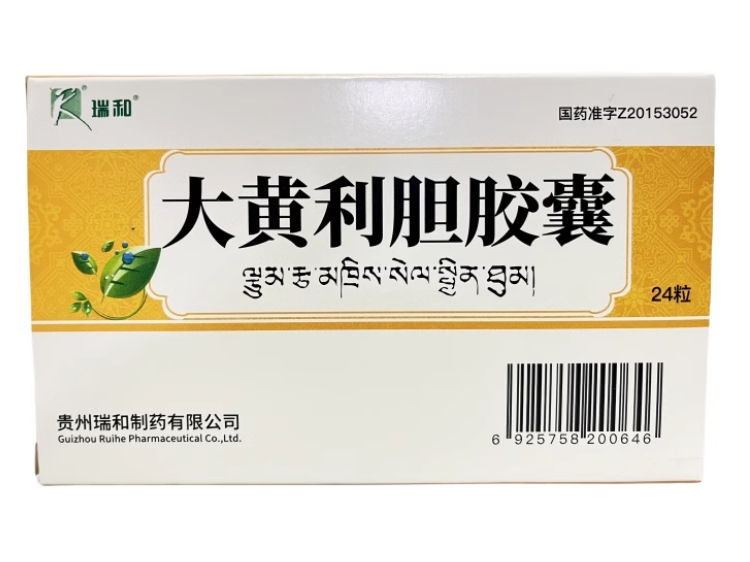 瑞和®
国药准字Z20153052
大黄利胆胶囊
ལྕུམ་རྩ་མཁྲིས་སེལ་སྦྱིན་ཐུམ།
24粒
贵州瑞和制药有限公司
Guizhou Ruihe Pharmaceutical Co.,Ltd.
6 925758 200646